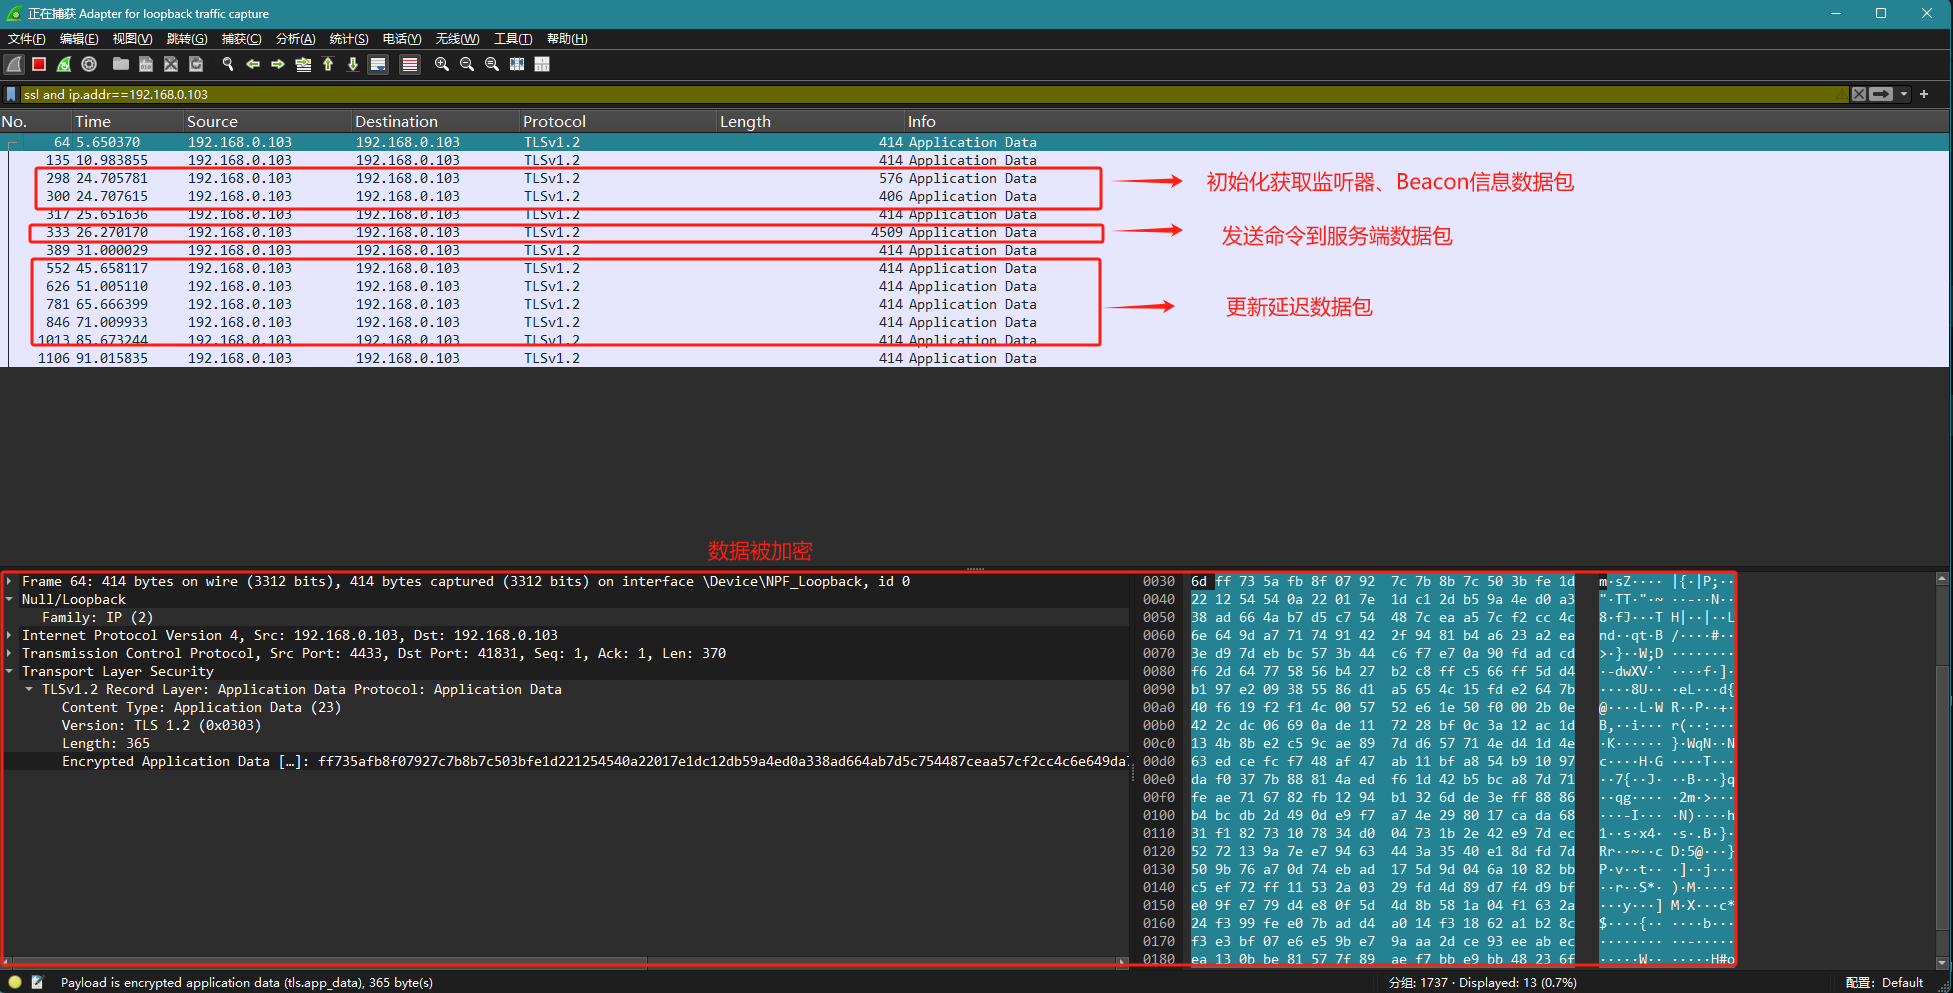 正在捕获 Adapter for loopback traffic capture
文件(F) 编辑(E) 视图(V) 跳转(G) 捕获(C) 分析(A) 统计(S) 电话(Y) 无线(W) 工具(T) 帮助(H)
ssl and ip.addr==192.168.0.103
No. Time Source Destination Protocol Length Info
64 5.650370 192.168.0.103 192.168.0.103 TLSv1.2 414 Application Data
135 10.983855 192.168.0.103 192.168.0.103 TLSv1.2 414 Application Data
298 24.705781 192.168.0.103 192.168.0.103 TLSv1.2 576 Application Data
300 24.707615 192.168.0.103 192.168.0.103 TLSv1.2 406 Application Data
初始化获取监听器、Beacon信息数据包
317 25.651636 192.168.0.103 192.168.0.103 TLSv1.2 414 Application Data
333 26.270170 192.168.0.103 192.168.0.103 TLSv1.2 4509 Application Data
发送命令到服务端数据包
389 31.000029 192.168.0.103 192.168.0.103 TLSv1.2 414 Application Data
552 45.658117 192.168.0.103 192.168.0.103 TLSv1.2 414 Application Data
626 51.005110 192.168.0.103 192.168.0.103 TLSv1.2 414 Application Data
781 65.666399 192.168.0.103 192.168.0.103 TLSv1.2 414 Application Data
更新延迟数据包
846 71.009933 192.168.0.103 192.168.0.103 TLSv1.2 414 Application Data
1013 85.673244 192.168.0.103 192.168.0.103 TLSv1.2 414 Application Data
1106 91.015835 192.168.0.103 192.168.0.103 TLSv1.2 414 Application Data
数据被加密
Frame 64: 414 bytes on wire (3312 bits), 414 bytes captured (3312 bits) on interface \Device\NPF_Loopback, id 0
Null/Loopback
Family: IP (2)
Internet Protocol Version 4, Src: 192.168.0.103, Dst: 192.168.0.103
Transmission Control Protocol, Src Port: 4433, Dst Port: 41831, Seq: 1, Ack: 1, Len: 370
Transport Layer Security
TLSv1.2 Record Layer: Application Data Protocol: Application Data
Content Type: Application Data (23)
Version: TLS 1.2 (0x0303)
Length: 365
Encrypted Application Data […]: ff735afb8f07927c7b8b7c503bfe1d221254540a22017e1dc12db59a4ed0a338ad664ab7d5c754487ceaa57cf2cc4c6e649da7
0030 6d ff 73 5a fb 8f 07 92 7c 7b 8b 7c 50 3b fe 1d m·sZ···· |{·|P;··
0040 22 12 54 54 0a 22 01 7e 1d c1 2d b5 9a 4e d0 a3 "·TT·"·~ ··-··N··
0050 38 ad 66 4a b7 d5 c7 54 48 7c ea a5 7c f2 cc 4c 8·fJ···T H|··|··L
0060 6e 64 9d a7 71 74 91 42 2f 94 81 b4 a6 23 a2 ea nd··qt·B /····#··
0070 3e d9 7d eb bc 57 3b 44 c6 f7 e7 0a 90 fd ad cd >·}··W;D ········
0080 f6 2d 64 77 58 56 b4 27 b2 c8 ff c5 66 ff 5d d4 ·-dwXV·' ····f·]·
0090 b1 97 e2 09 38 55 86 d1 a5 65 4c 15 fd e2 64 7b ····8U·· ·eL···d{
00a0 40 f6 19 f2 f1 4c 00 57 52 e6 1e 50 f0 00 2b 0e @····L·W R··P··+·
00b0 42 2c dc 06 69 0a de 11 72 28 bf 0c 3a 12 ac 1d B,··i··· r(··:···
00c0 13 4b 8b e2 c5 9c ae 89 7d d6 57 71 4e d4 1d 4e ·K······ }·WqN··N
00d0 63 ed ce fc f7 48 af 47 ab 11 bf a8 54 b9 10 97 c····H·G ····T···
00e0 da f0 37 7b 88 81 4a ed f6 1d 42 b5 bc a8 7d 71 ··7{··J· ··B···}q
00f0 fe ae 71 67 82 fb 12 94 b1 32 6d de 3e ff 88 86 ··qg···· ·2m·>···
0100 b4 bc db 2d 49 0d e9 f7 a7 4e 29 80 17 ca da 68 ···-I··· ·N)····h
0110 31 f1 82 73 10 78 34 d0 04 73 1b 2e 42 e9 7d ec 1··s·x4· ·s·.B·}·
0120 52 72 13 9a 7e e7 94 63 44 3a 35 40 e1 8d fd 7d Rr··~··c D:5@···}
0130 50 9b 76 a7 0d 74 eb ad 17 5d 9d 04 6a 10 82 bb P·v··t·· ·]··j···
0140 c5 ef 72 ff 11 53 2a 03 29 fd 4d 89 d7 f4 d9 bf ··r··S*· )·M·····
0150 e0 9f e7 79 d4 e8 0f 5d 4d 8b 58 1a 04 f1 63 2a ···y···] M·X···c*
0160 24 f3 99 fe e0 7b ad d4 a0 14 f3 18 62 a1 b2 8c $····{·· ····b···
0170 f3 e3 bf 07 e6 e5 9b e7 9a aa 2d ce 93 ee ab ec ········ ··-·····
0180 ea 13 0b be 81 57 7f 89 ae f7 bb e9 bb 48 23 6f ·····W·· ·····H#o
Payload is encrypted application data (tls.app_data), 365 byte(s)
分组: 1737 · Displayed: 13 (0.7%)
配置: Default